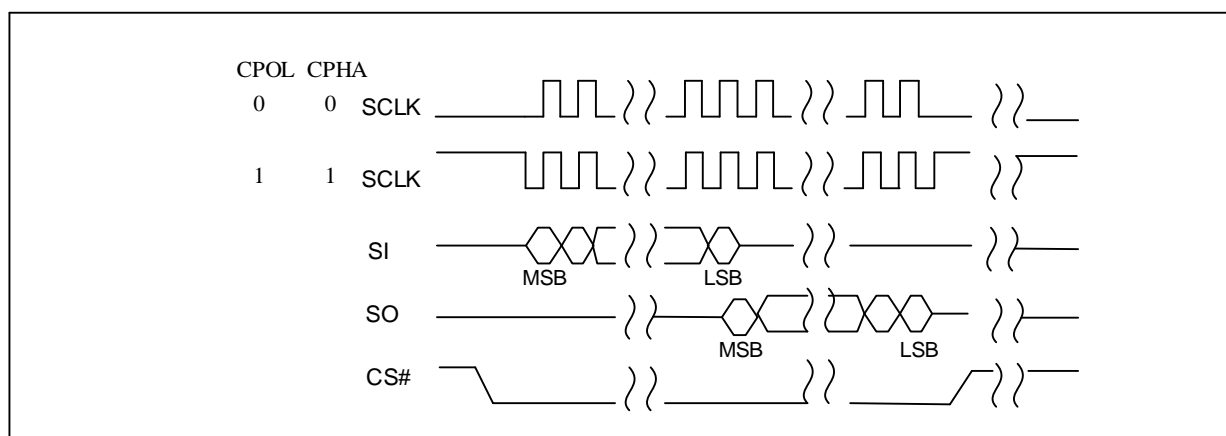 CPOL CPHA
0 0 SCLK
1 1 SCLK
SI
MSB LSB
SO
MSB LSB
CS#